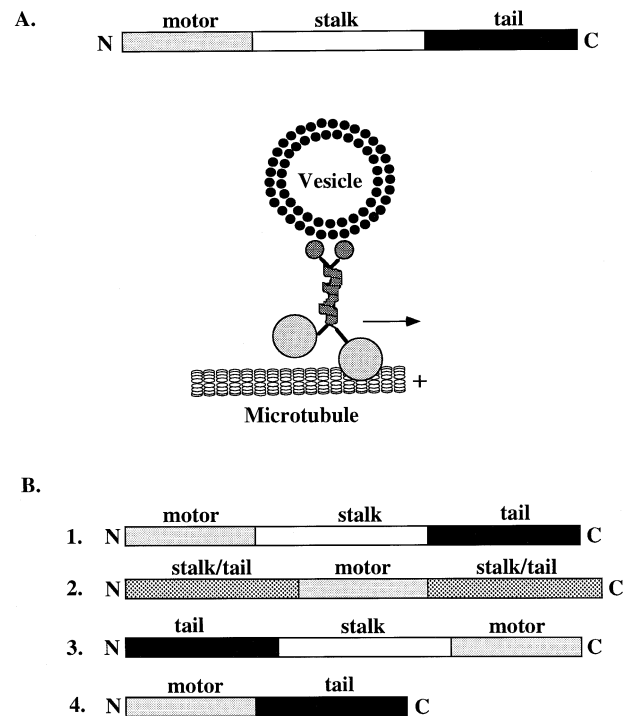 A.
motor stalk tail
N C
Vesicle
+
Microtubule
B.
motor stalk tail
1. N C
stalk/tail motor stalk/tail
2. N C
tail stalk motor
3. N C
motor tail
4. N C